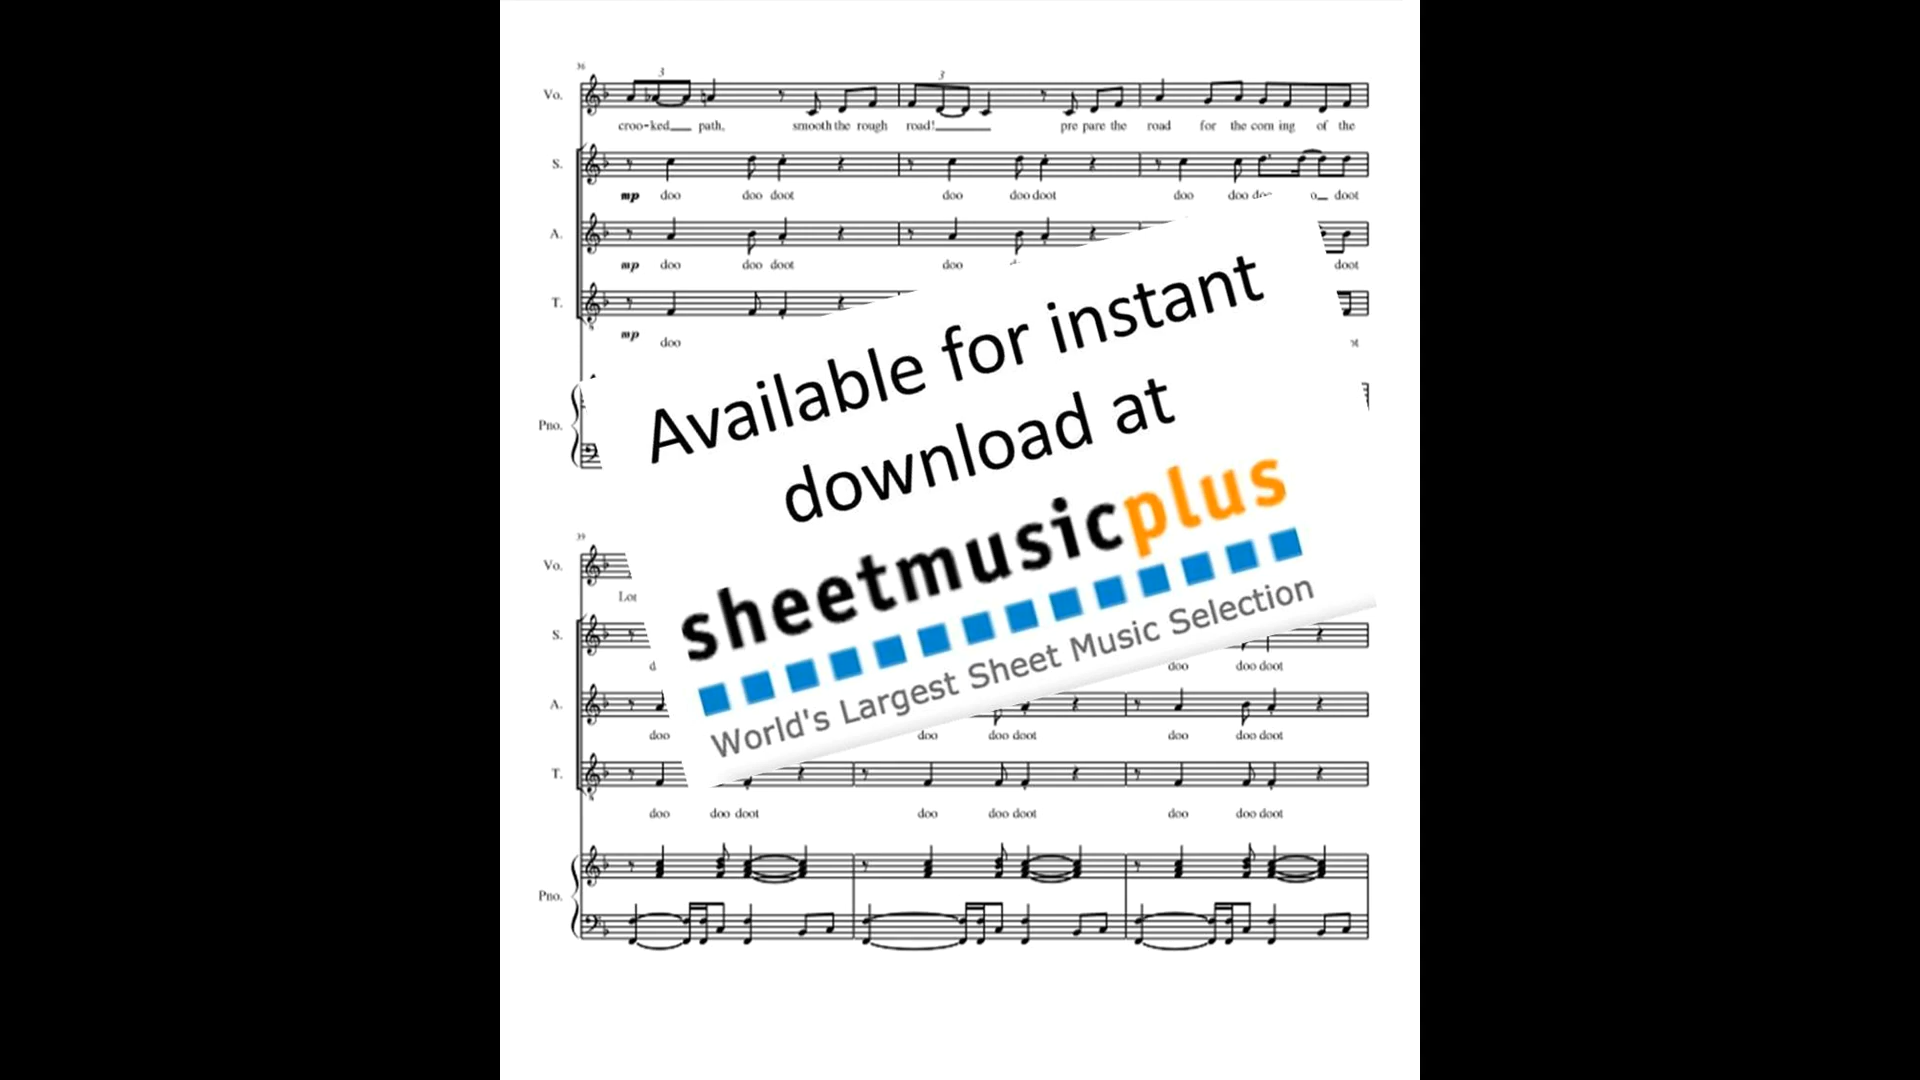 36
3
3
Vo.
croo-ked path, smooth the rough road! pre pare the road for the com ing of the
S.
mp doo doo doot doo doo doot doo doo doot
A.
mp doo doo doot doo doot
T.
mp doo
Available for instant
download at
Pno.
sheetmusicplus
World's Largest Sheet Music Selection
39
Vo.
S.
doo doo doot
A.
doo doo doo doot doo doo doot
T.
doo doo doot doo doo doot doo doo doot
Pno.